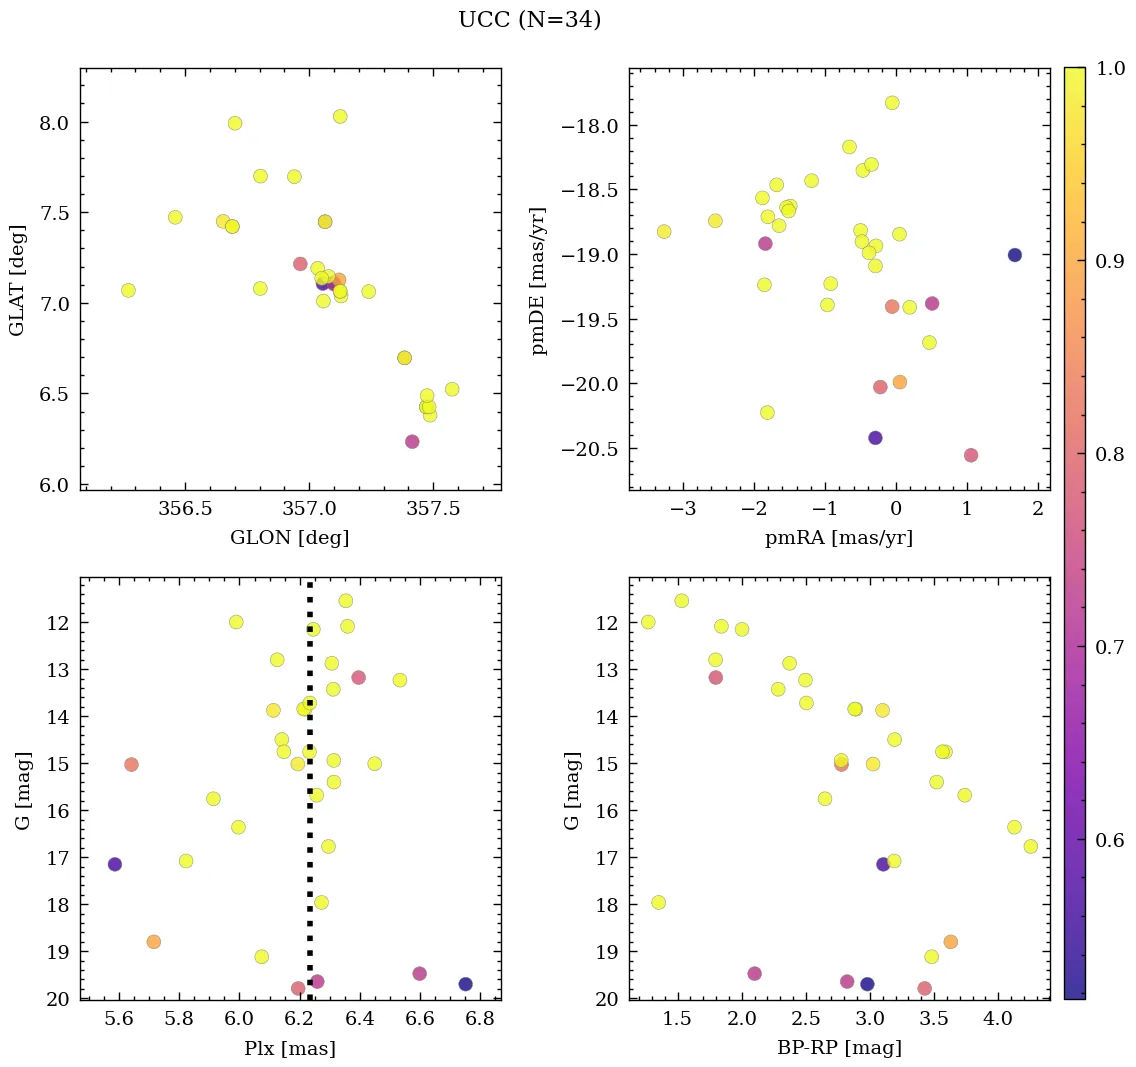 UCC (N=34)
8.0
7.5
7.0
6.5
6.0
GLAT [deg]
356.5 357.0 357.5
GLON [deg]
−18.0
−18.5
−19.0
−19.5
−20.0
−20.5
pmDE [mas/yr]
−3 −2 −1 0 1 2
pmRA [mas/yr]
12
13
14
15
16
17
18
19
20
G [mag]
5.6 5.8 6.0 6.2 6.4 6.6 6.8
Plx [mas]
12
13
14
15
16
17
18
19
20
G [mag]
1.5 2.0 2.5 3.0 3.5 4.0
BP-RP [mag]
1.0
0.9
0.8
0.7
0.6